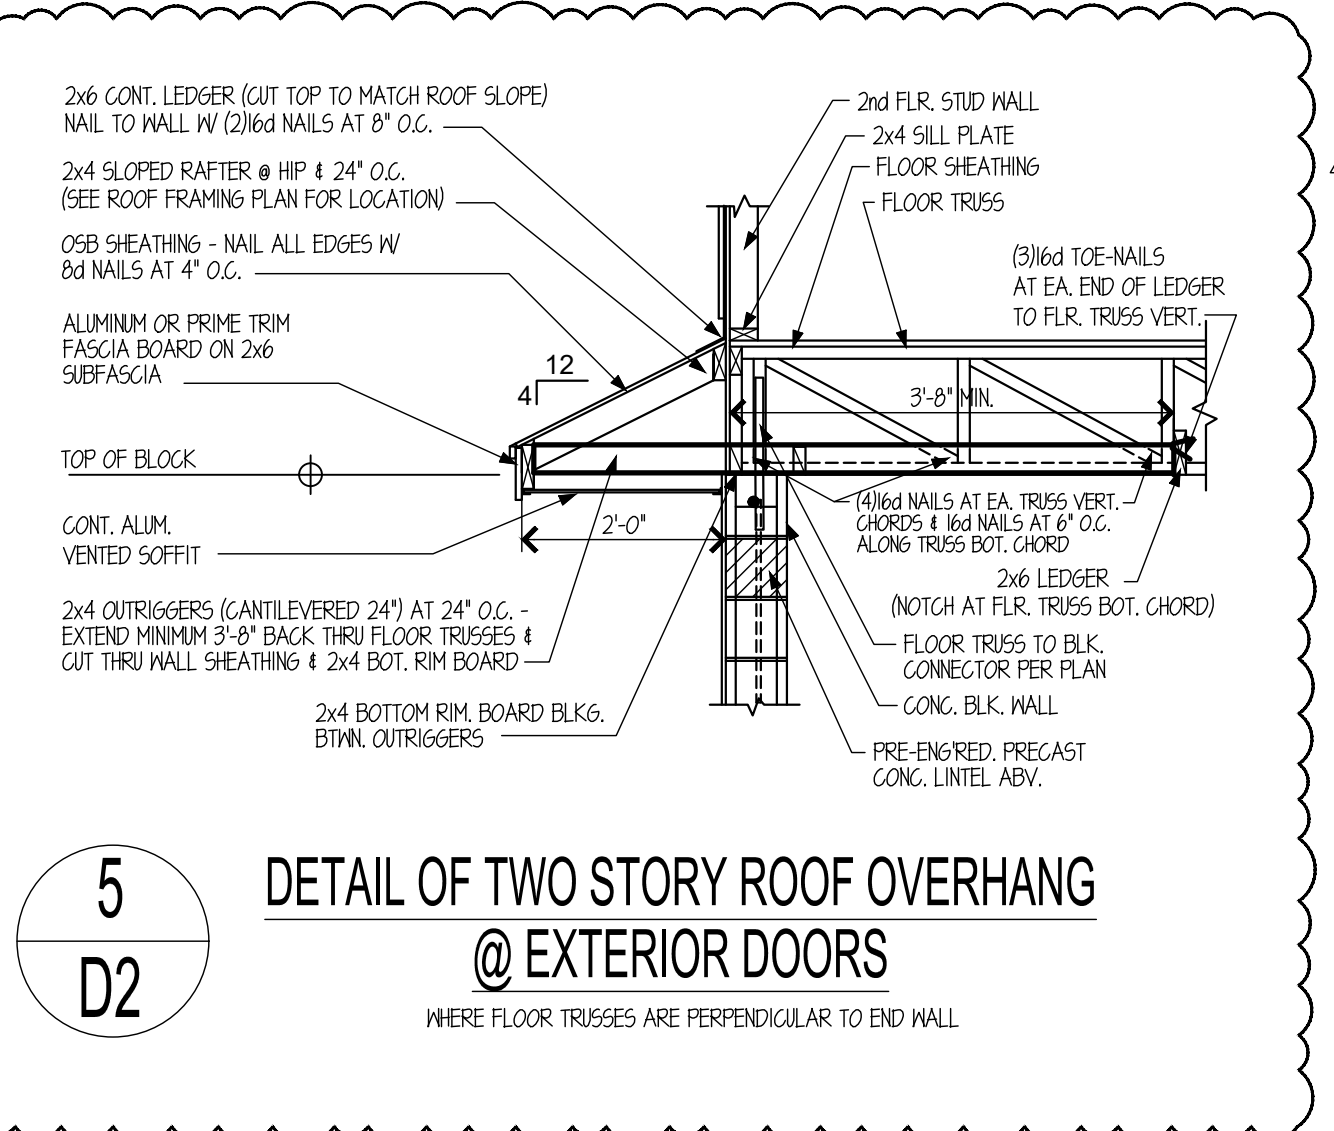 2x6 CONT. LEDGER (CUT TOP TO MATCH ROOF SLOPE)
NAIL TO WALL W/ (2)16d NAILS AT 8" O.C.
2x4 SLOPED RAFTER @ HIP & 24" O.C.
(SEE ROOF FRAMING PLAN FOR LOCATION)
OSB SHEATHING - NAIL ALL EDGES W/
8d NAILS AT 4" O.C.
ALUMINUM OR PRIME TRIM
FASCIA BOARD ON 2x6
SUBFASCIA
TOP OF BLOCK
CONT. ALUM.
VENTED SOFFIT
2x4 OUTRIGGERS (CANTILEVERED 24") AT 24" O.C. -
EXTEND MINIMUM 3'-8" BACK THRU FLOOR TRUSSES &
CUT THRU WALL SHEATHING & 2x4 BOT. RIM BOARD
2x4 BOTTOM RIM. BOARD BLKG.
BTWN. OUTRIGGERS
12
4
2'-0"
3'-8" MIN.
2nd FLR. STUD WALL
2x4 SILL PLATE
FLOOR SHEATHING
FLOOR TRUSS
(3)16d TOE-NAILS
AT EA. END OF LEDGER
TO FLR. TRUSS VERT.
(4)16d NAILS AT EA. TRUSS VERT.
CHORDS & 16d NAILS AT 6" O.C.
ALONG TRUSS BOT. CHORD
2x6 LEDGER
(NOTCH AT FLR. TRUSS BOT. CHORD)
FLOOR TRUSS TO BLK.
CONNECTOR PER PLAN
CONC. BLK. WALL
PRE-ENG'RED. PRECAST
CONC. LINTEL ABV.
5
D2
DETAIL OF TWO STORY ROOF OVERHANG
@ EXTERIOR DOORS
WHERE FLOOR TRUSSES ARE PERPENDICULAR TO END WALL